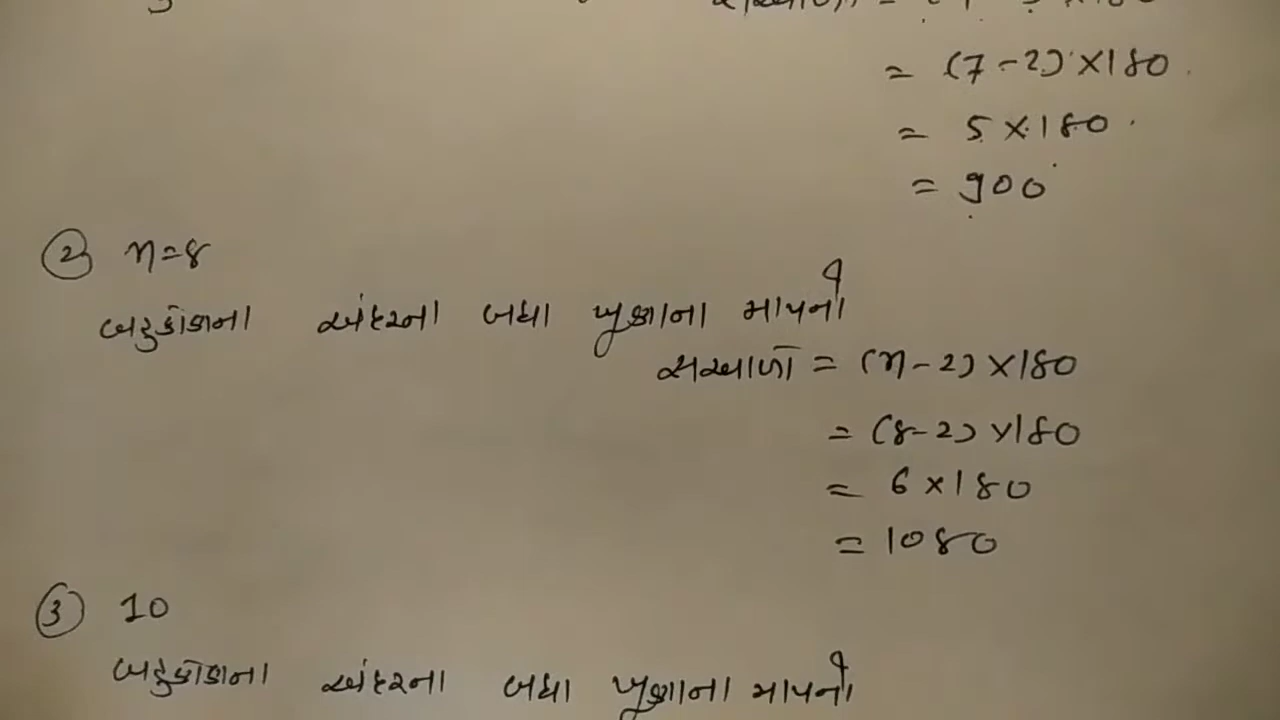 = (7-2) × 180
= 5 × 180
= 900
② n=8
બહુકોણના અંદરના બધા ખૂણાના માપનો
સરવાળો = (n-2) × 180
= (8-2) × 180
= 6 × 180
= 1080
③ 10
બહુકોણના અંદરના બધા ખૂણાના માપનો